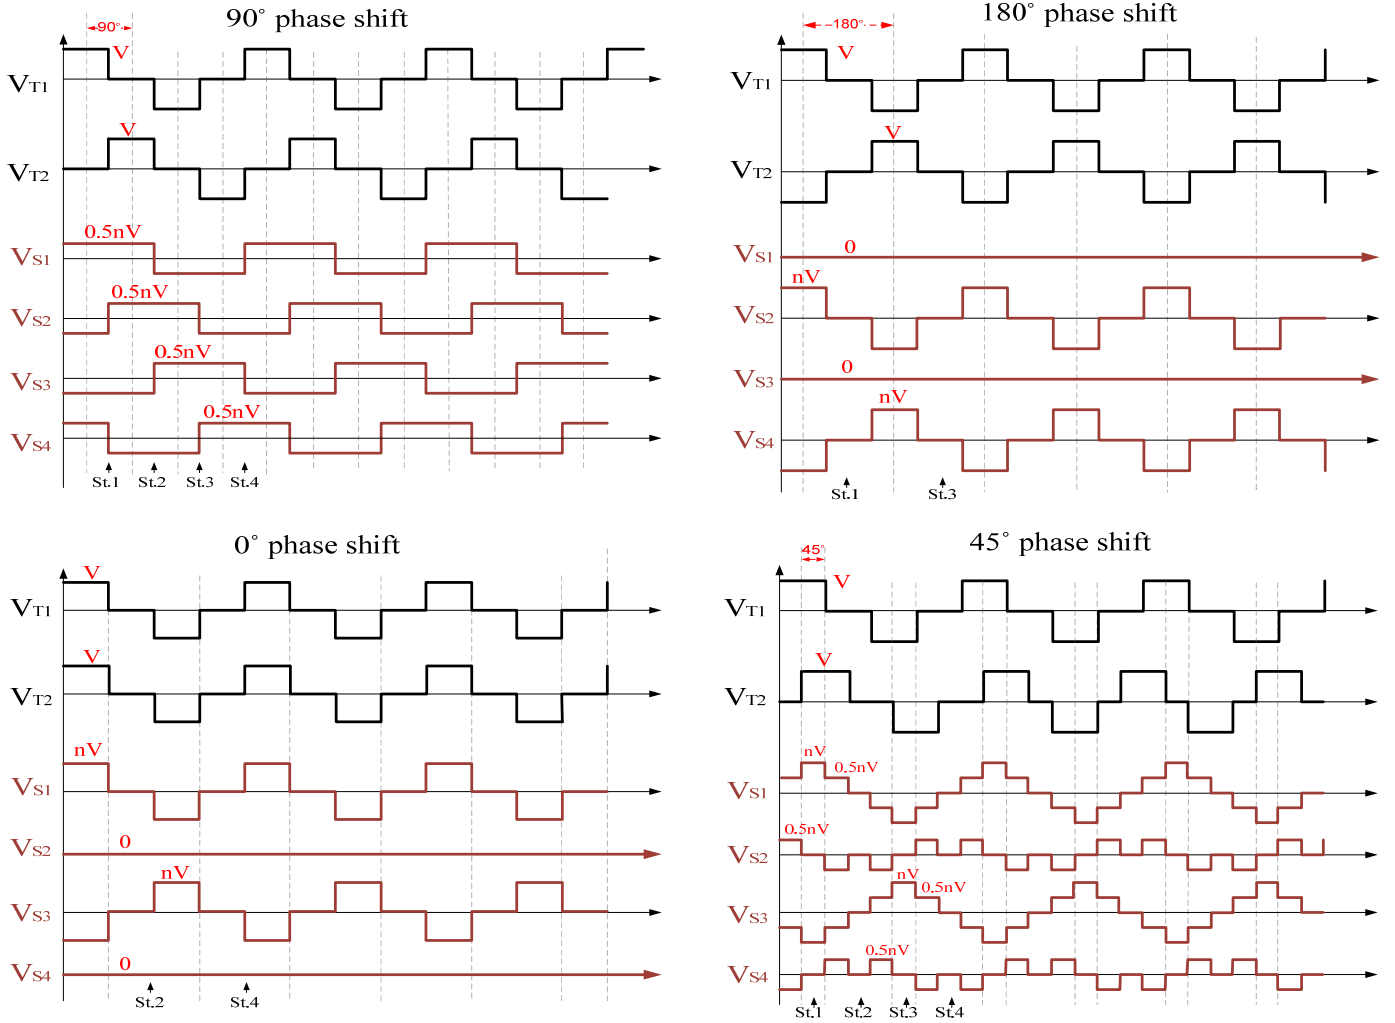 90° phase shift
90°
V
VT1
V
VT2
0.5nV
VS1
0.5nV
VS2
0.5nV
VS3
0.5nV
VS4
St.1 St.2 St.3 St.4
180° phase shift
180°
V
VT1
V
VT2
0
VS1
nV
VS2
0
VS3
nV
VS4
St.1 St.3
0° phase shift
V
VT1
V
VT2
nV
VS1
0
VS2
nV
VS3
0
VS4
St.2 St.4
45° phase shift
45°
V
VT1
V
VT2
nV
0.5nV
VS1
0.5nV
VS2
nV
0.5nV
VS3
0.5nV
VS4
St.1 St.2 St.3 St.4